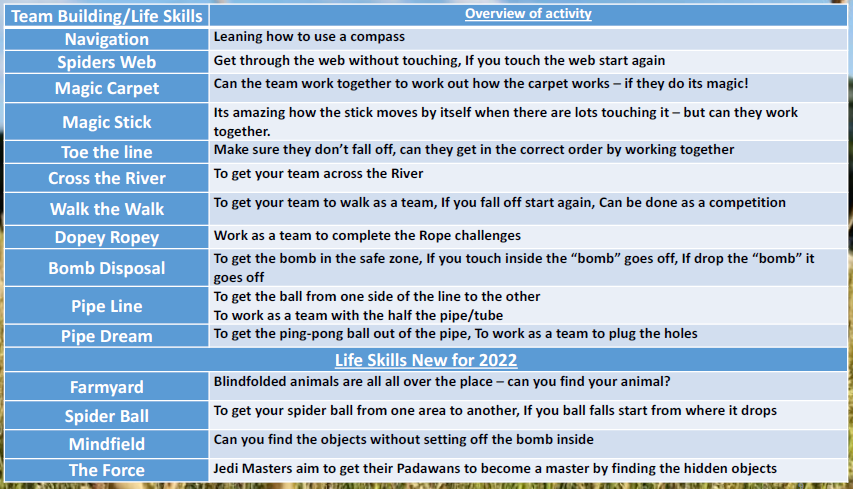 Team Building/Life Skills Overview of activity
Navigation Leaning how to use a compass
Spiders Web Get through the web without touching, If you touch the web start again
Magic Carpet Can the team work together to work out how the carpet works – if they do its magic!
Magic Stick Its amazing how the stick moves by itself when there are lots touching it – but can they work
together.
Toe the line Make sure they don’t fall off, can they get in the correct order by working together
Cross the River To get your team across the River
Walk the Walk To get your team to walk as a team, If you fall off start again, Can be done as a competition
Dopey Ropey Work as a team to complete the Rope challenges
Bomb Disposal To get the bomb in the safe zone, If you touch inside the “bomb” goes off, If drop the “bomb” it
goes off
Pipe Line To get the ball from one side of the line to the other
To work as a team with the half the pipe/tube
Pipe Dream To get the ping-pong ball out of the pipe, To work as a team to plug the holes
Life Skills New for 2022
Farmyard Blindfolded animals are all all over the place – can you find your animal?
Spider Ball To get your spider ball from one area to another, If you ball falls start from where it drops
Mindfield Can you find the objects without setting off the bomb inside
The Force Jedi Masters aim to get their Padawans to become a master by finding the hidden objects